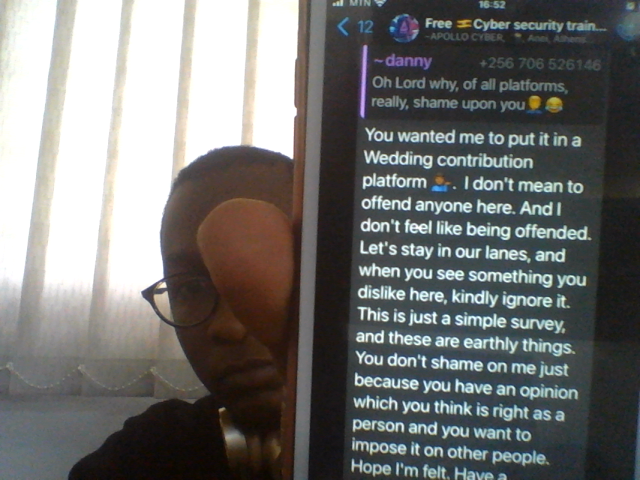 MTN
16:52
12
Free Cyber security train...
~APOLLO CYBER,
~danny +256 706 526146
Oh Lord why, of all platforms,
really, shame upon you🤦😂
You wanted me to put it in a
Wedding contribution
platform 💁. I don't mean to
offend anyone here. And I
don't feel like being offended.
Let's stay in our lanes, and
when you see something you
dislike here, kindly ignore it.
This is just a simple survey,
and these are earthly things.
You don't shame on me just
because you have an opinion
which you think is right as a
person and you want to
impose it on other people.
Hope I'm felt. Have a